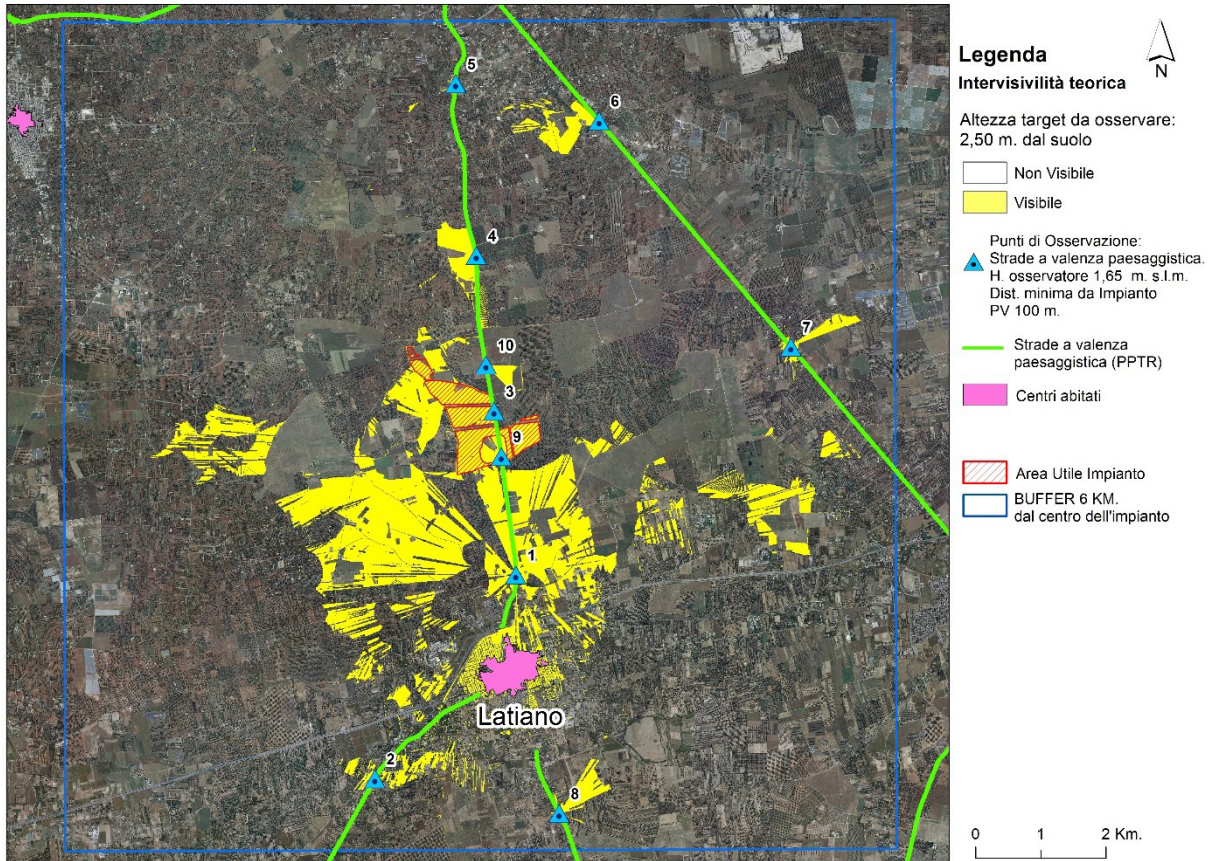 5
6
4
7
10
3
9
1
Latiano
2
8
Legenda
N
Intervisivilità teorica
Altezza target da osservare:
2,50 m. dal suolo
Non Visibile
Visibile
Punti di Osservazione:
Strade a valenza paesaggistica.
H. osservatore 1,65 m. s.l.m.
Dist. minima da Impianto
PV 100 m.
Strade a valenza
paesaggistica (PPTR)
Centri abitati
Area Utile Impianto
BUFFER 6 KM.
dal centro dell'impianto
0 1 2 Km.